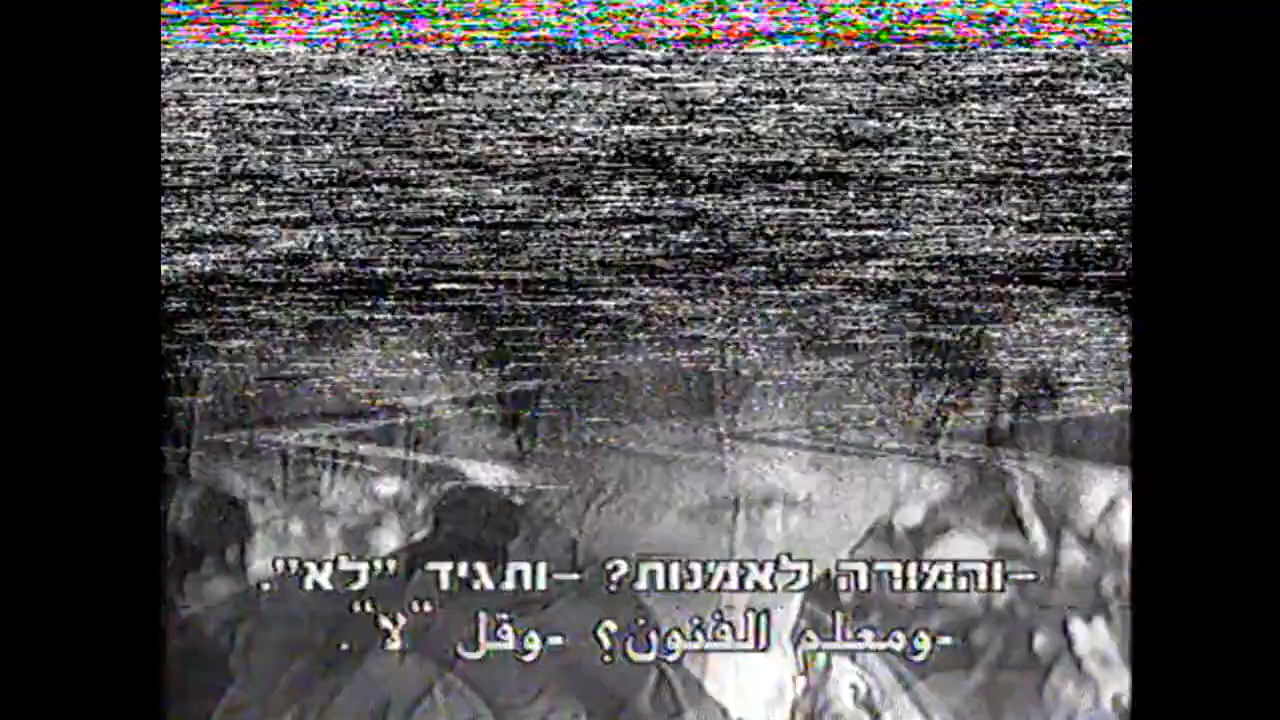 –והמורה לאמנות? –ותגיד "לא".
-ومعلم الفنون؟ -وقل "لا".